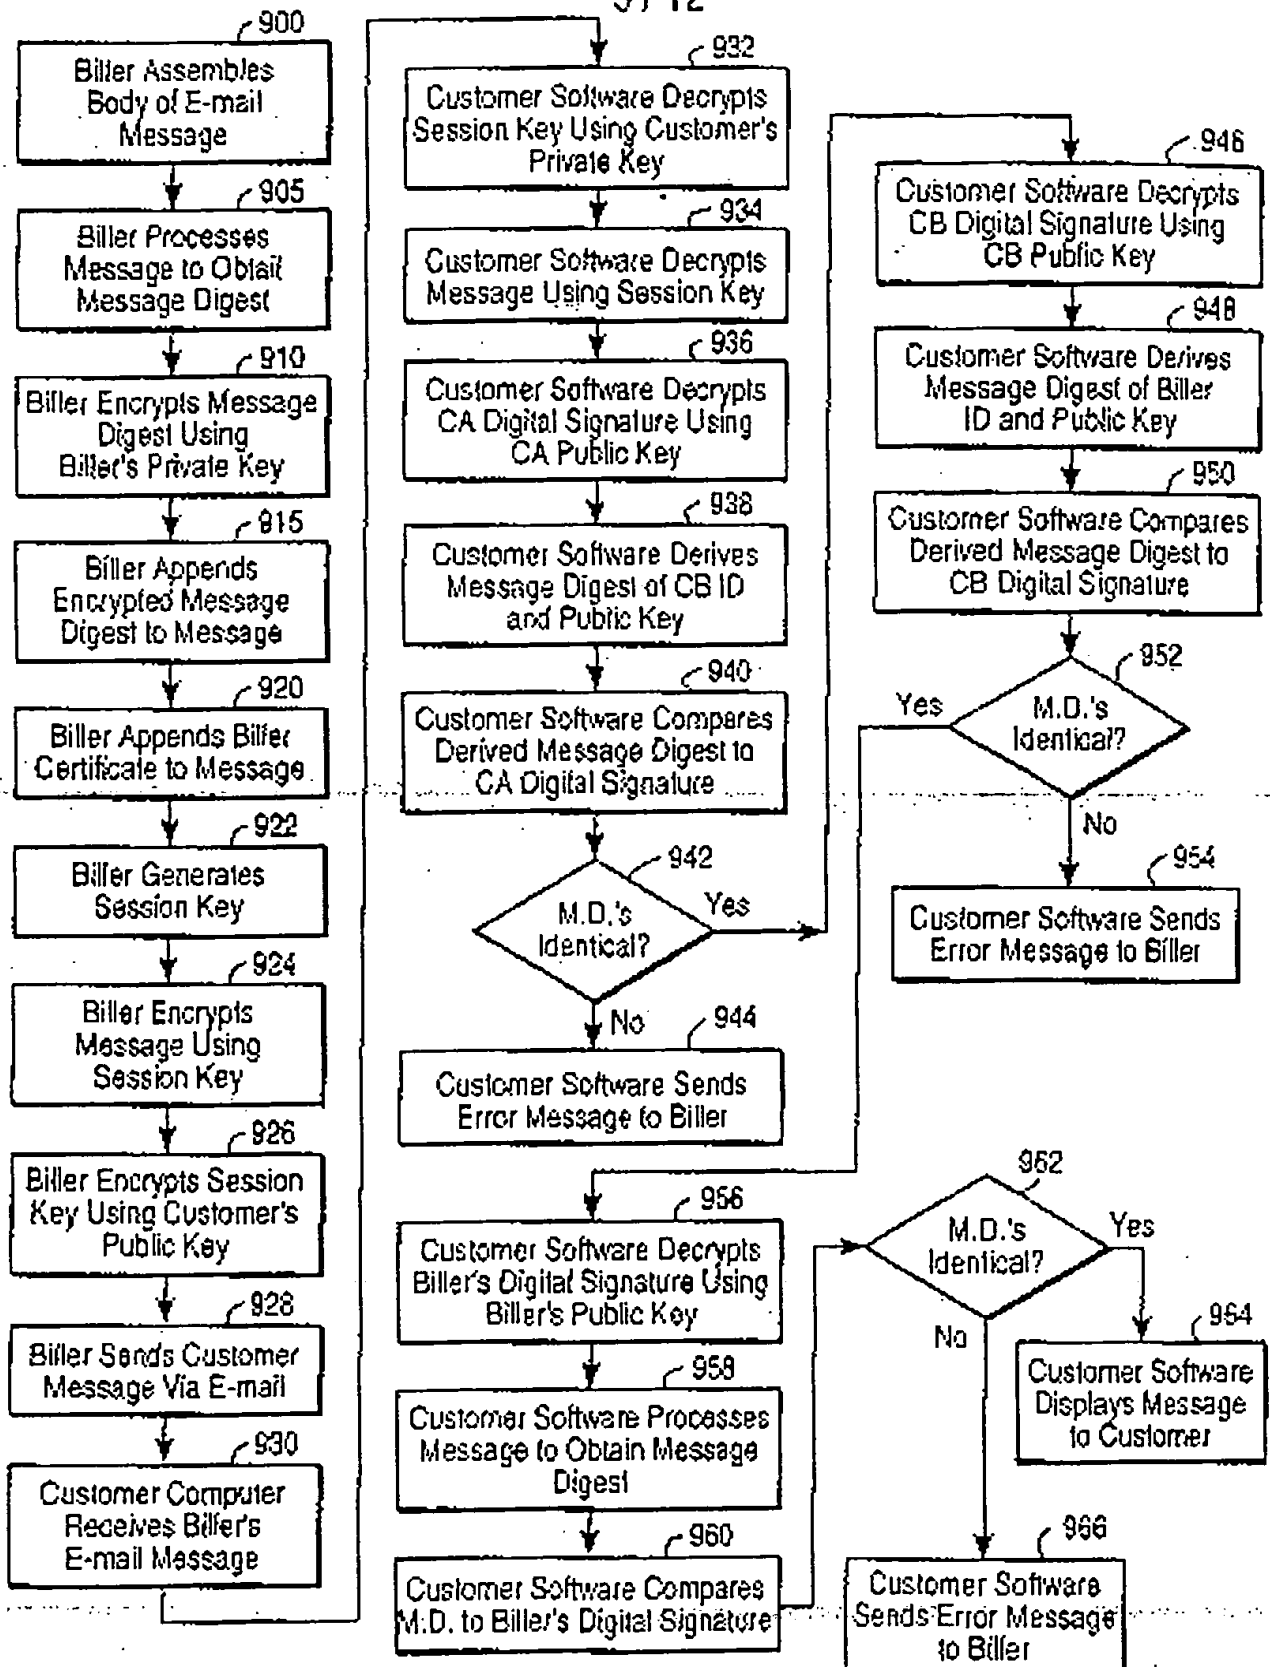 900
Biller Assembles
Body of E-mail
Message
905
Biller Processes
Message to Obtail
Message Digest
910
Biller Encrypts Message
Digest Using
Biller's Private Key
915
Biller Appends
Encrypted Message
Digest to Message
920
Biller Appends Biller
Certificate to Message
922
Biller Generates
Session Key
924
Biller Encrypts
Message Using
Session Key
926
Biller Encrypts Session
Key Using Customer's
Public Key
928
Biller Sends Customer
Message Via E-mail
930
Customer Computer
Receives Biller's
E-mail Message
932
Customer Software Decrypts
Session Key Using Customer's
Private Key
934
Customer Software Decrypts
Message Using Session Key
936
Customer Software Decrypts
CA Digital Signature Using
CA Public Key
938
Customer Software Derives
Message Digest of CB ID
and Public Key
940
Customer Software Compares
Derived Message Digest to
CA Digital Signature
942
M.D.'s
Identical?
Yes
No
944
Customer Software Sends
Error Message to Biller
946
Customer Software Decrypts
CB Digital Signature Using
CB Public Key
948
Customer Software Derives
Message Digest of Biller
ID and Public Key
950
Customer Software Compares
Derived Message Digest to
CB Digital Signature
952
Yes
M.D.'s
Identical?
No
954
Customer Software Sends
Error Message to Biller
956
Customer Software Decrypts
Biller's Digital Signature Using
Biller's Public Key
958
Customer Software Processes
Message to Obtain Message
Digest
960
Customer Software Compares
M.D. to Biller's Digital Signature
962
M.D.'s
Identical?
Yes
No
964
Customer Software
Displays Message
to Customer
966
Customer Software
Sends Error Message
to Biller